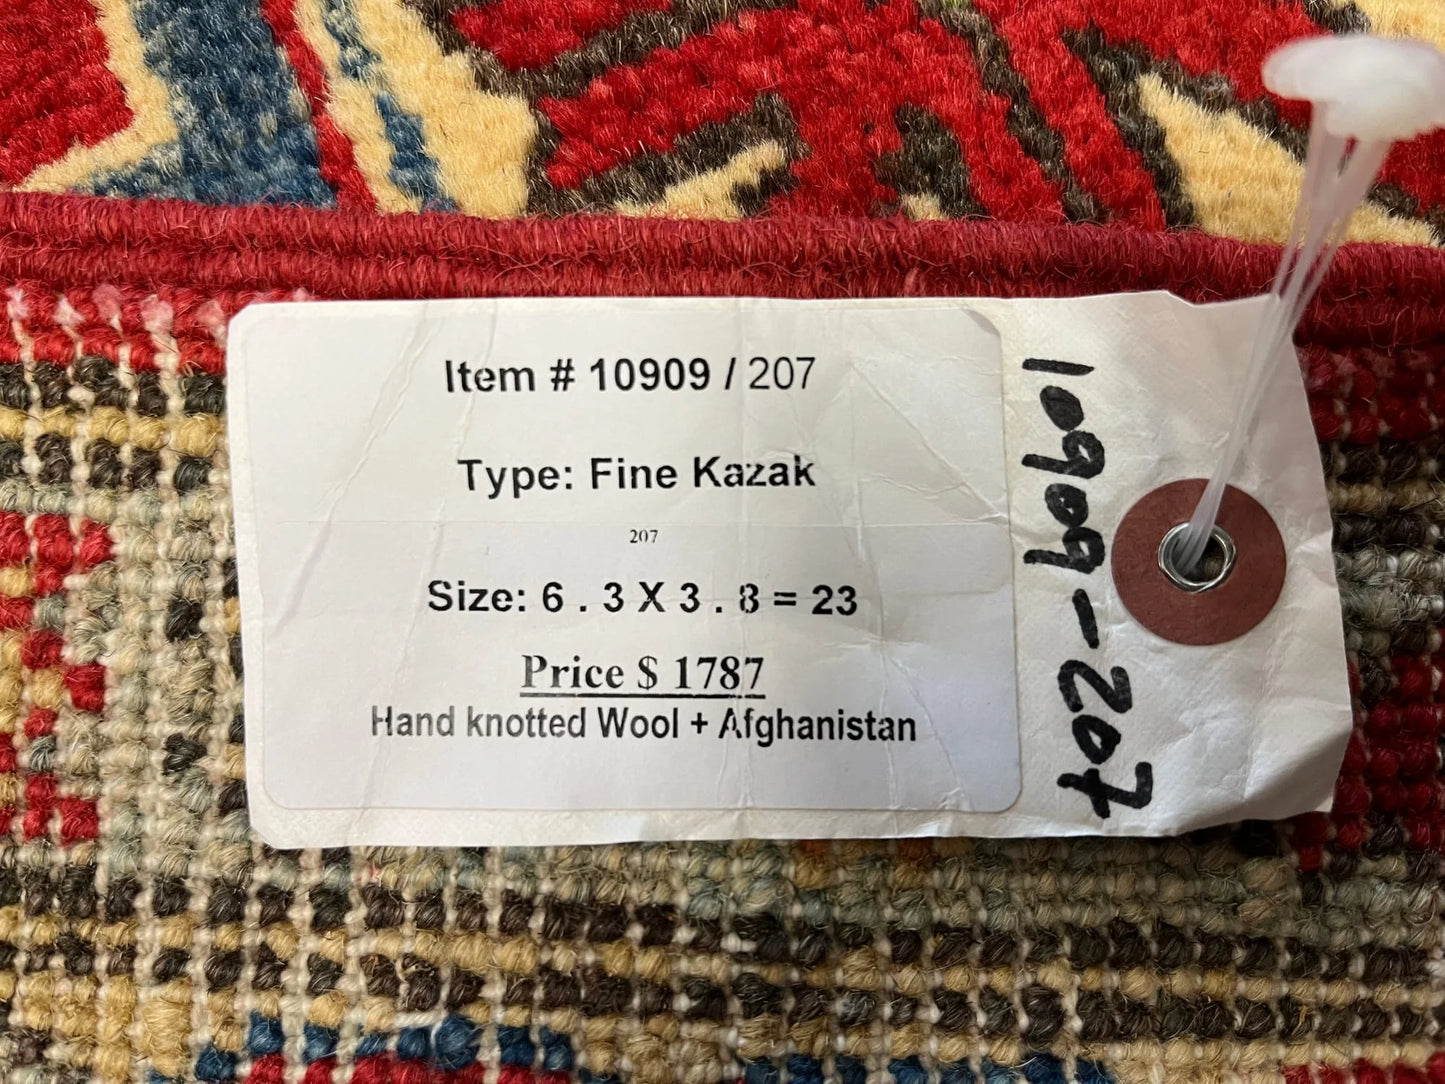 Item # 10909 / 207
Type: Fine Kazak
207
Size: 6 . 3 X 3 . 8 = 23
Price $ 1787
Hand knotted Wool + Afghanistan
10909-207